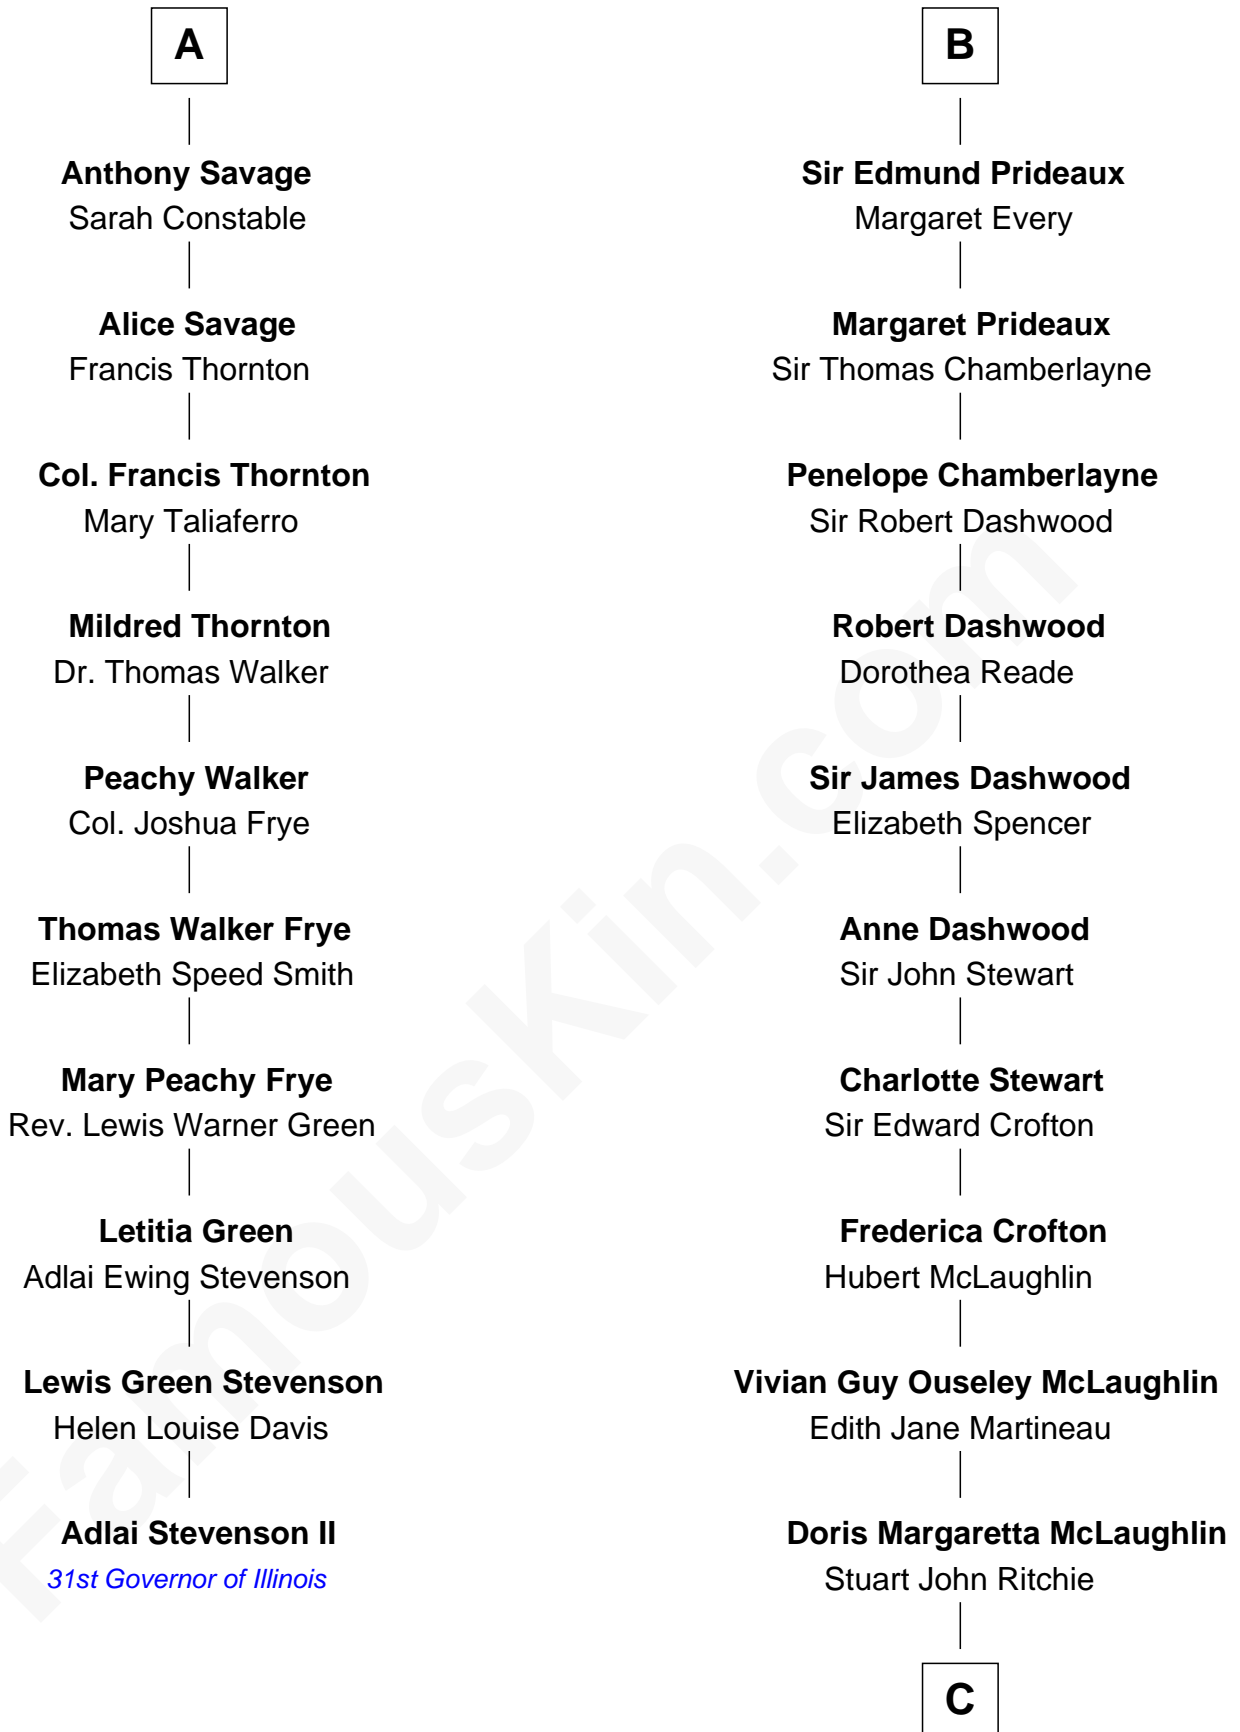 A
Anthony Savage
Sarah Constable
Alice Savage
Francis Thornton
Col. Francis Thornton
Mary Taliaferro
Mildred Thornton
Dr. Thomas Walker
Peachy Walker
Col. Joshua Frye
Thomas Walker Frye
Elizabeth Speed Smith
Mary Peachy Frye
Rev. Lewis Warner Green
Letitia Green
Adlai Ewing Stevenson
Lewis Green Stevenson
Helen Louise Davis
Adlai Stevenson II
31st Governor of Illinois
B
Sir Edmund Prideaux
Margaret Every
Margaret Prideaux
Sir Thomas Chamberlayne
Penelope Chamberlayne
Sir Robert Dashwood
Robert Dashwood
Dorothea Reade
Sir James Dashwood
Elizabeth Spencer
Anne Dashwood
Sir John Stewart
Charlotte Stewart
Sir Edward Crofton
Frederica Crofton
Hubert McLaughlin
Vivian Guy Ouseley McLaughlin
Edith Jane Martineau
Doris Margaretta McLaughlin
Stuart John Ritchie
C
FamousKin.com